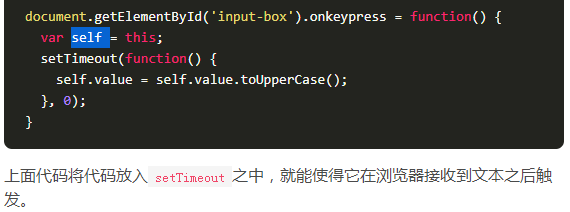 document.getElementById('input-box').onkeypress = function() {
  var self = this;
  setTimeout(function() {
    self.value = self.value.toUpperCase();
  }, 0);
}
上面代码将代码放入 setTimeout 之中，就能使得它在浏览器接收到文本之后触
发。